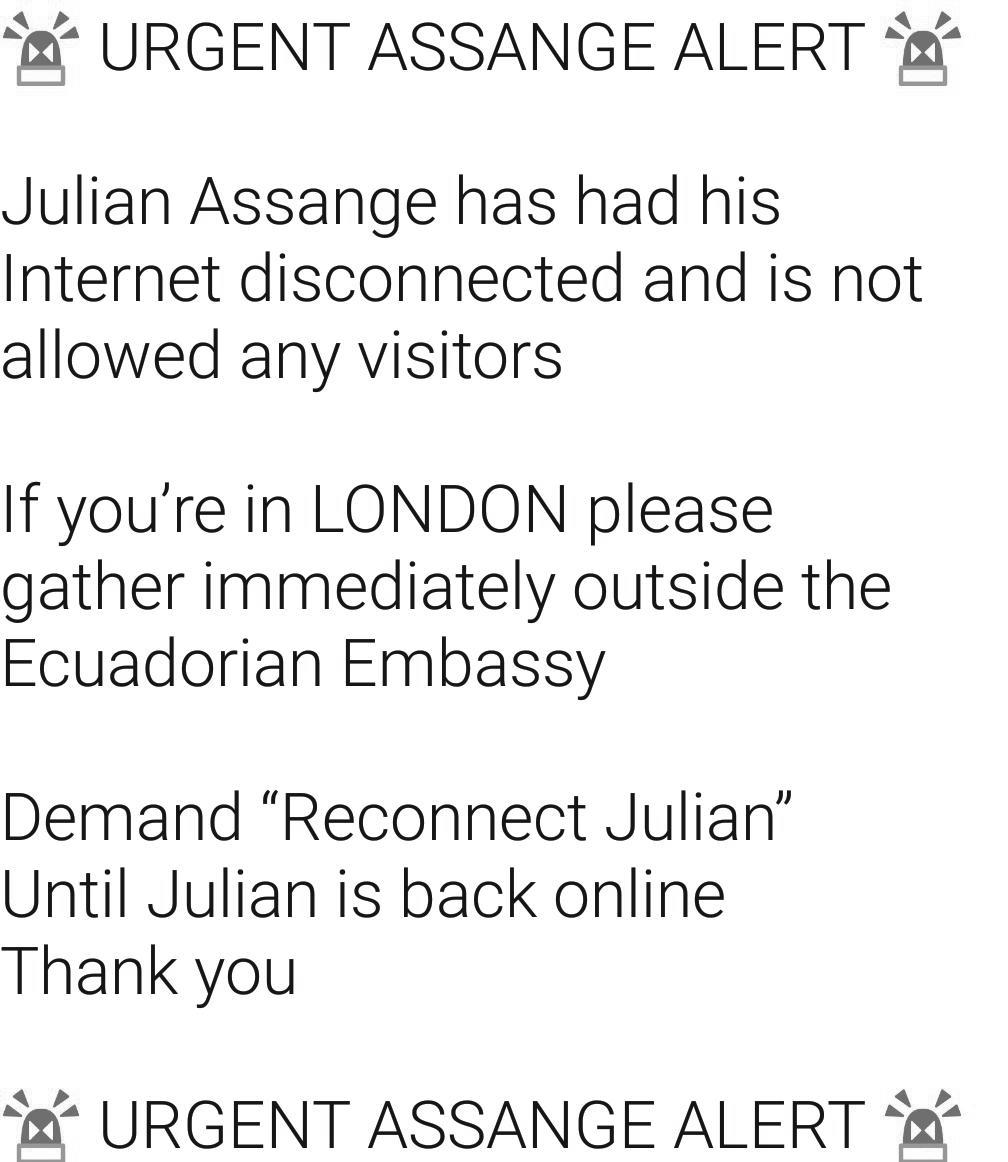 🚨 URGENT ASSANGE ALERT 🚨
Julian Assange has had his
Internet disconnected and is not
allowed any visitors
If you’re in LONDON please
gather immediately outside the
Ecuadorian Embassy
Demand “Reconnect Julian”
Until Julian is back online
Thank you
🚨 URGENT ASSANGE ALERT 🚨